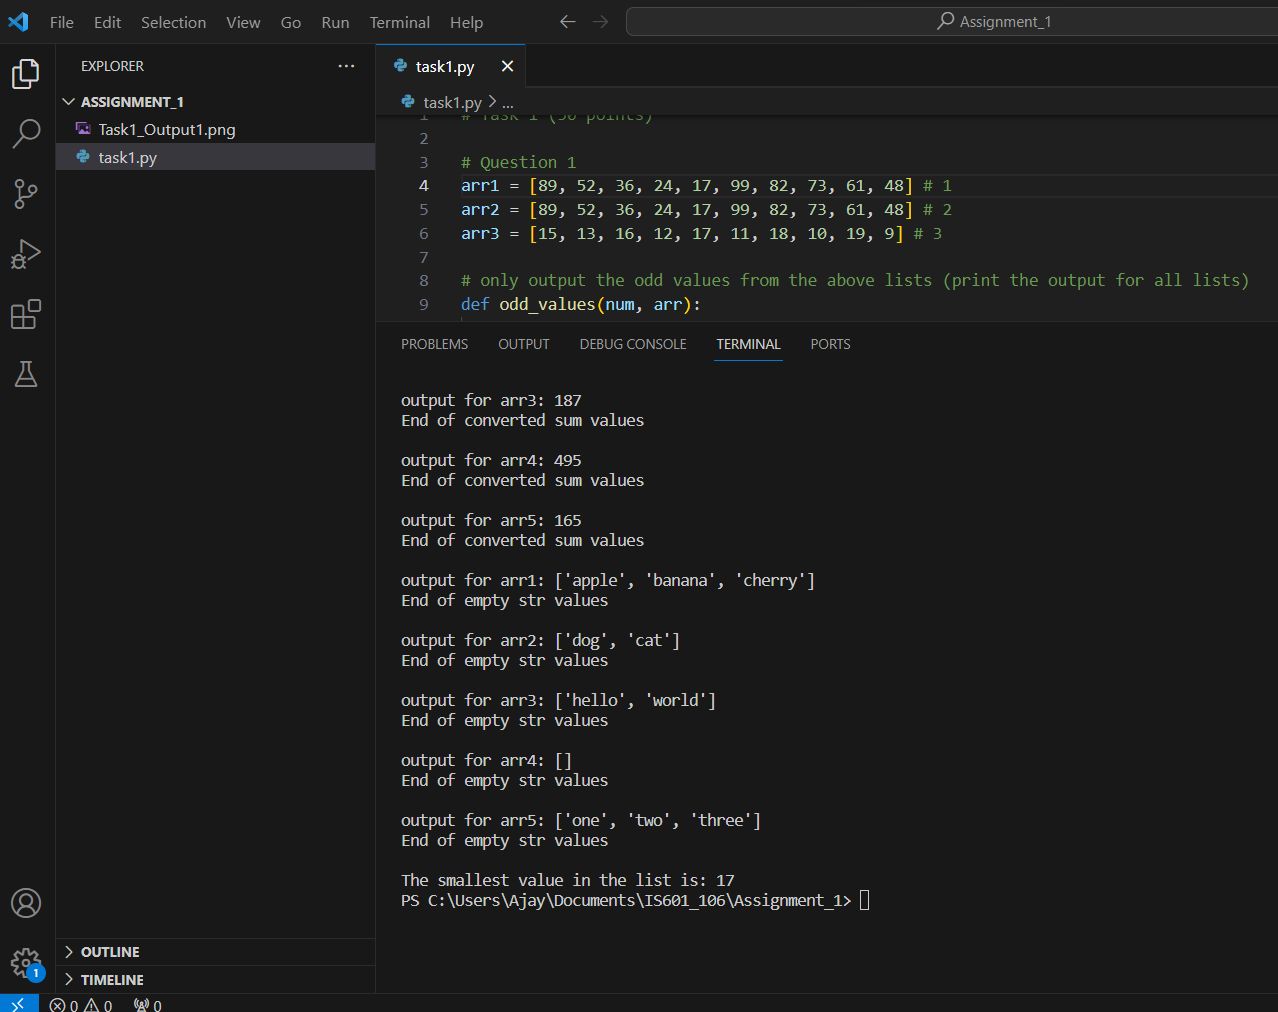 File Edit Selection View Go Run Terminal Help
Assignment_1
EXPLORER
ASSIGNMENT_1
Task1_Output1.png
task1.py
task1.py
task1.py > ...
1 # Task 1 (50 points)
2
3 # Question 1
4 arr1 = [89, 52, 36, 24, 17, 99, 82, 73, 61, 48] # 1
5 arr2 = [89, 52, 36, 24, 17, 99, 82, 73, 61, 48] # 2
6 arr3 = [15, 13, 16, 12, 17, 11, 18, 10, 19, 9] # 3
7
8 # only output the odd values from the above lists (print the output for all lists)
9 def odd_values(num, arr):
PROBLEMS OUTPUT DEBUG CONSOLE TERMINAL PORTS
output for arr3: 187
End of converted sum values
output for arr4: 495
End of converted sum values
output for arr5: 165
End of converted sum values
output for arr1: ['apple', 'banana', 'cherry']
End of empty str values
output for arr2: ['dog', 'cat']
End of empty str values
output for arr3: ['hello', 'world']
End of empty str values
output for arr4: []
End of empty str values
output for arr5: ['one', 'two', 'three']
End of empty str values
The smallest value in the list is: 17
PS C:\Users\Ajay\Documents\IS601_106\Assignment_1>
OUTLINE
1
TIMELINE
0 0 0